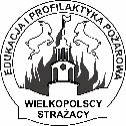 EDUKACJA I PROFILAKTYKA POŻAROWA
WIELKOPOLSCY
STRAŻACY